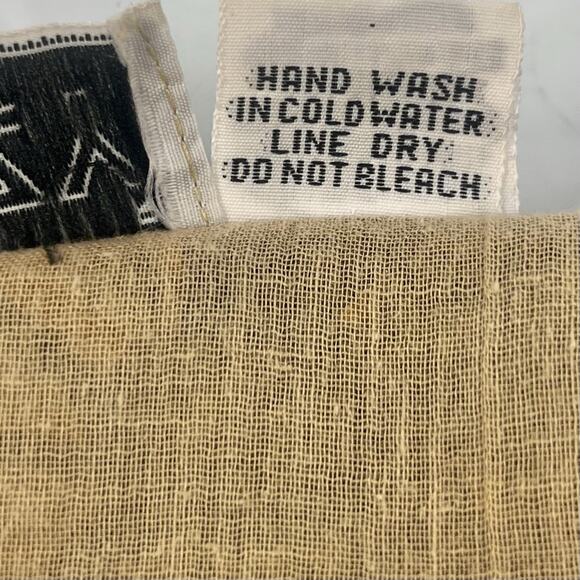 HAND WASH
IN COLD WATER
LINE DRY
DO NOT BLEACH